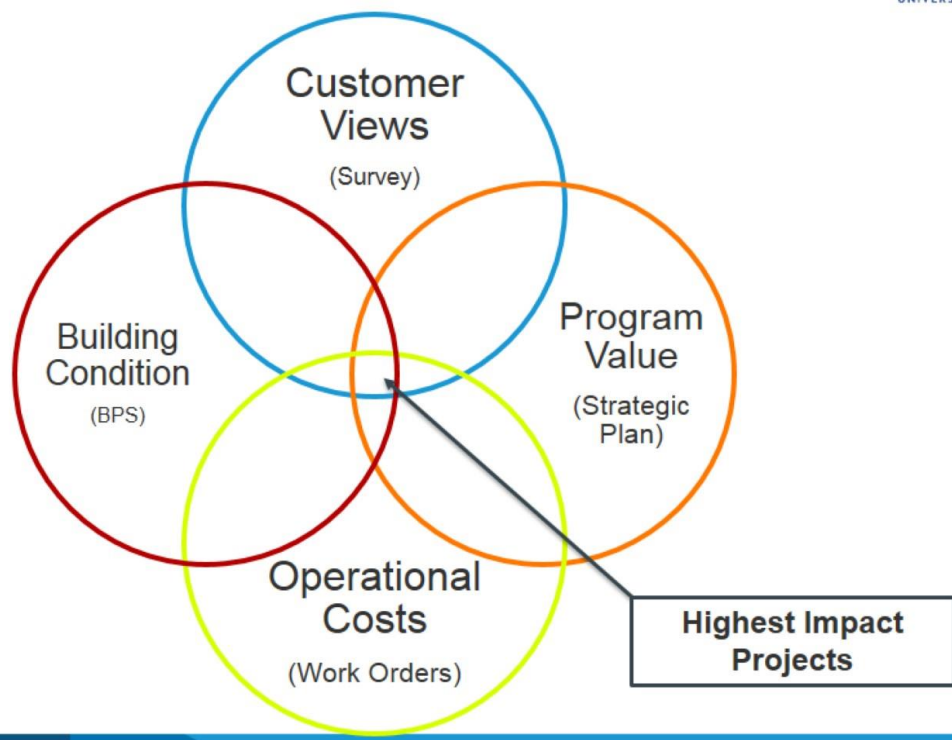 Customer
Views
(Survey)
Program
Value
(Strategic
Plan)
Building
Condition
(BPS)
Operational
Costs
(Work Orders)
Highest Impact
Projects